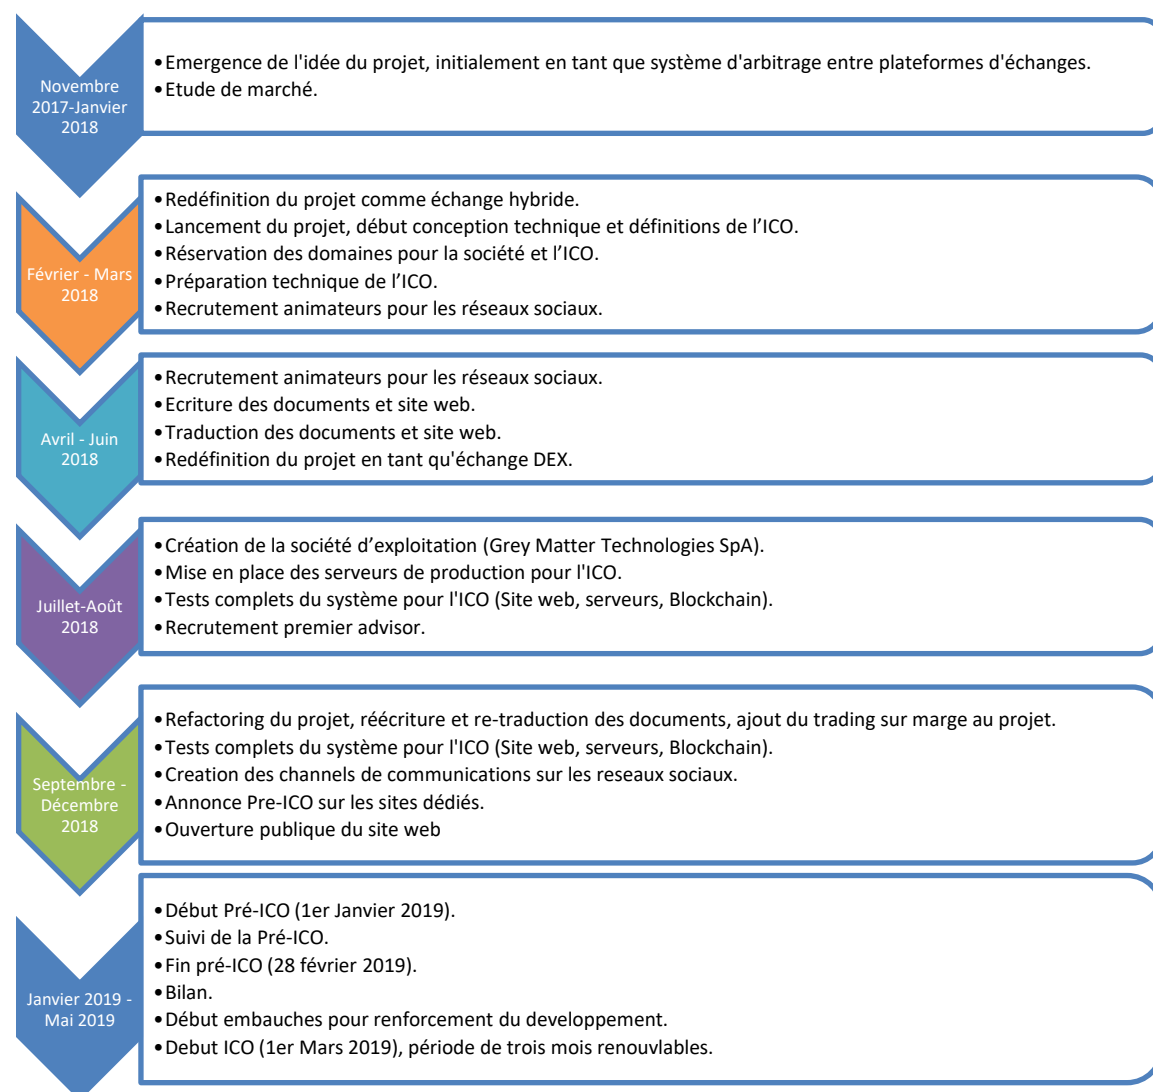 Novembre
2017-Janvier
2018
•Emergence de l'idée du projet, initialement en tant que système d'arbitrage entre plateformes d'échanges.
•Etude de marché.
Février - Mars
2018
•Redéfinition du projet comme échange hybride.
•Lancement du projet, début conception technique et définitions de l’ICO.
•Réservation des domaines pour la société et l’ICO.
•Préparation technique de l’ICO.
•Recrutement animateurs pour les réseaux sociaux.
Avril - Juin
2018
•Recrutement animateurs pour les réseaux sociaux.
•Ecriture des documents et site web.
•Traduction des documents et site web.
•Redéfinition du projet en tant qu'échange DEX.
Juillet-Août
2018
•Création de la société d’exploitation (Grey Matter Technologies SpA).
•Mise en place des serveurs de production pour l'ICO.
•Tests complets du système pour l'ICO (Site web, serveurs, Blockchain).
•Recrutement premier advisor.
Septembre -
Décembre
2018
•Refactoring du projet, réécriture et re-traduction des documents, ajout du trading sur marge au projet.
•Tests complets du système pour l'ICO (Site web, serveurs, Blockchain).
•Creation des channels de communications sur les reseaux sociaux.
•Annonce Pre-ICO sur les sites dédiés.
•Ouverture publique du site web
Janvier 2019 -
Mai 2019
•Début Pré-ICO (1er Janvier 2019).
•Suivi de la Pré-ICO.
•Fin pré-ICO (28 février 2019).
•Bilan.
•Début embauches pour renforcement du developpement.
•Debut ICO (1er Mars 2019), période de trois mois renouvlables.